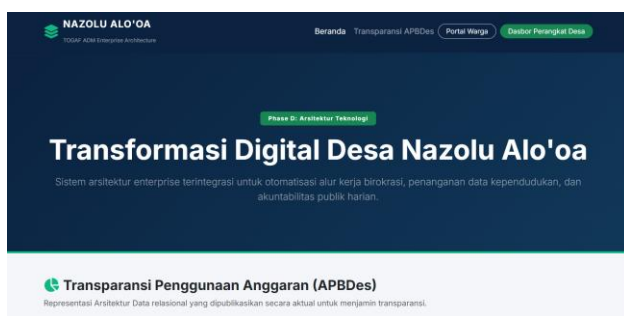 NAZOLU ALO'OA
TOGAF ADM Enterprise Architecture
Beranda Transparansi APBDes Portal Warga Dasbor Perangkat Desa
Phase D: Arsitektur Teknologi
Transformasi Digital Desa Nazolu Alo'oa
Sistem arsitektur enterprise terintegrasi untuk otomatisasi alur kerja birokrasi, penanganan data kependudukan, dan
akuntabilitas publik harian.
Transparansi Penggunaan Anggaran (APBDes)
Representasi Arsitektur Data relasional yang dipublikasikan secara aktual untuk menjamin transparansi.